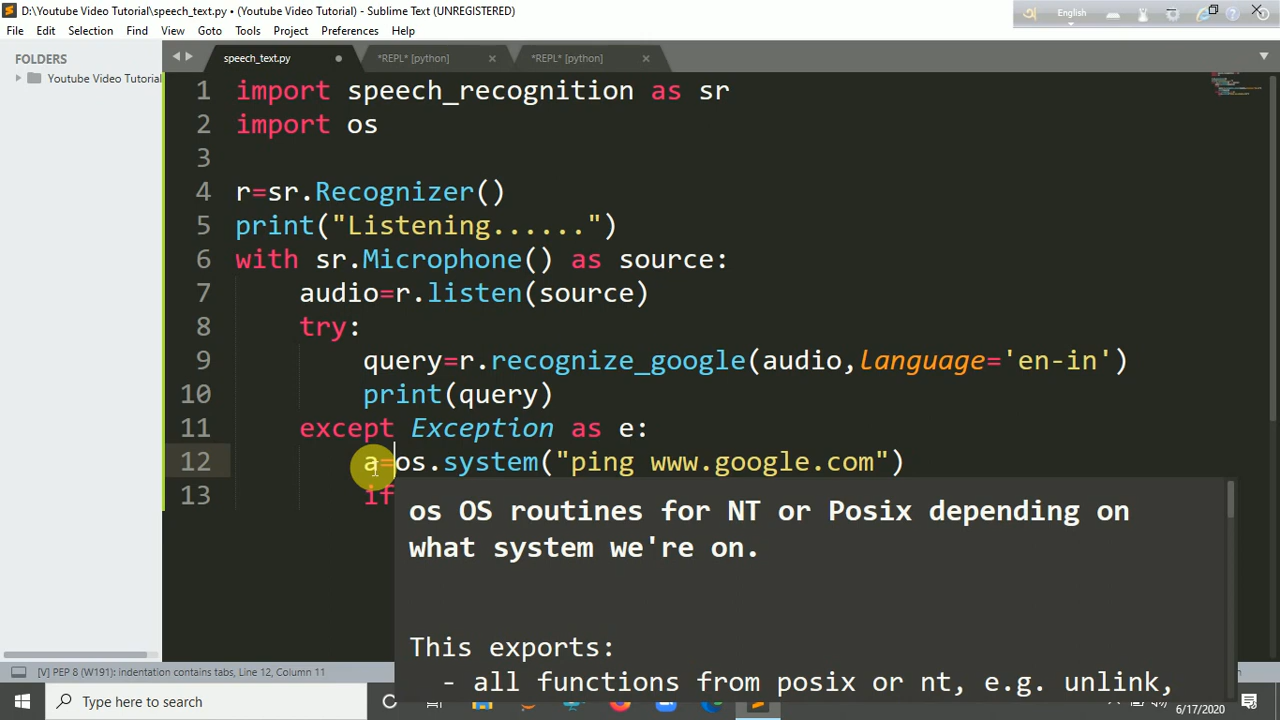 D:\Youtube Video Tutorial\speech_text.py • (Youtube Video Tutorial) - Sublime Text (UNREGISTERED)
English
File Edit Selection Find View Goto Tools Project Preferences Help
FOLDERS
Youtube Video Tutorial
speech_text.py
*REPL* [python]
*REPL* [python]
1 import speech_recognition as sr
2 import os
3
4 r=sr.Recognizer()
5 print("Listening......")
6 with sr.Microphone() as source:
7 audio=r.listen(source)
8 try:
9 query=r.recognize_google(audio,language='en-in')
10 print(query)
11 except Exception as e:
12 a=os.system("ping www.google.com")
13 if
os OS routines for NT or Posix depending on
what system we're on.
This exports:
- all functions from posix or nt, e.g. unlink,
[V] PEP 8 (W191): indentation contains tabs, Line 12, Column 11
Type here to search
6/17/2020